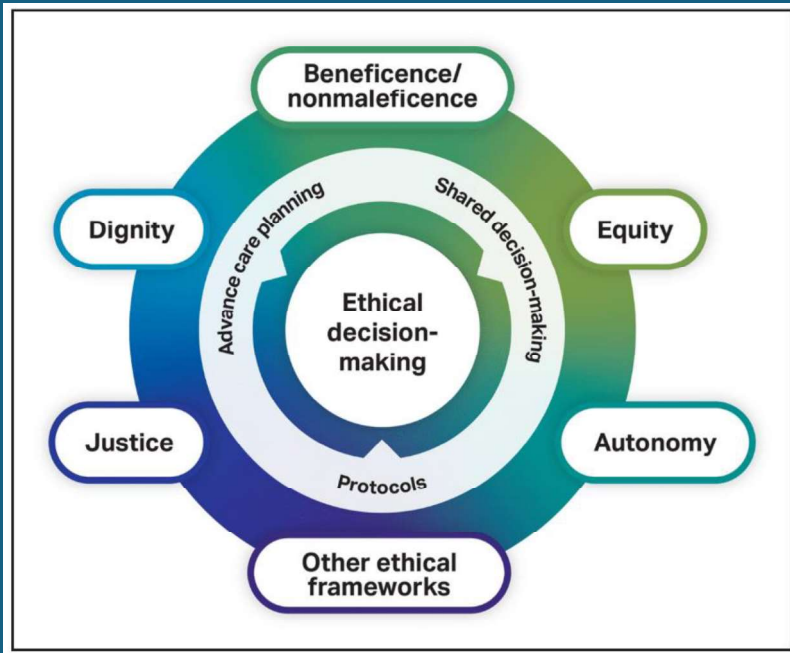 Beneficence/
nonmaleficence
Dignity
Equity
Advance care planning
Shared decision-making
Ethical
decision-
making
Justice
Autonomy
Protocols
Other ethical
frameworks